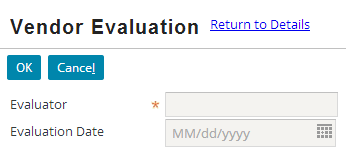 Vendor Evaluation Return to Details
OK Cancel
Evaluator *
Evaluation Date MM/dd/yyyy